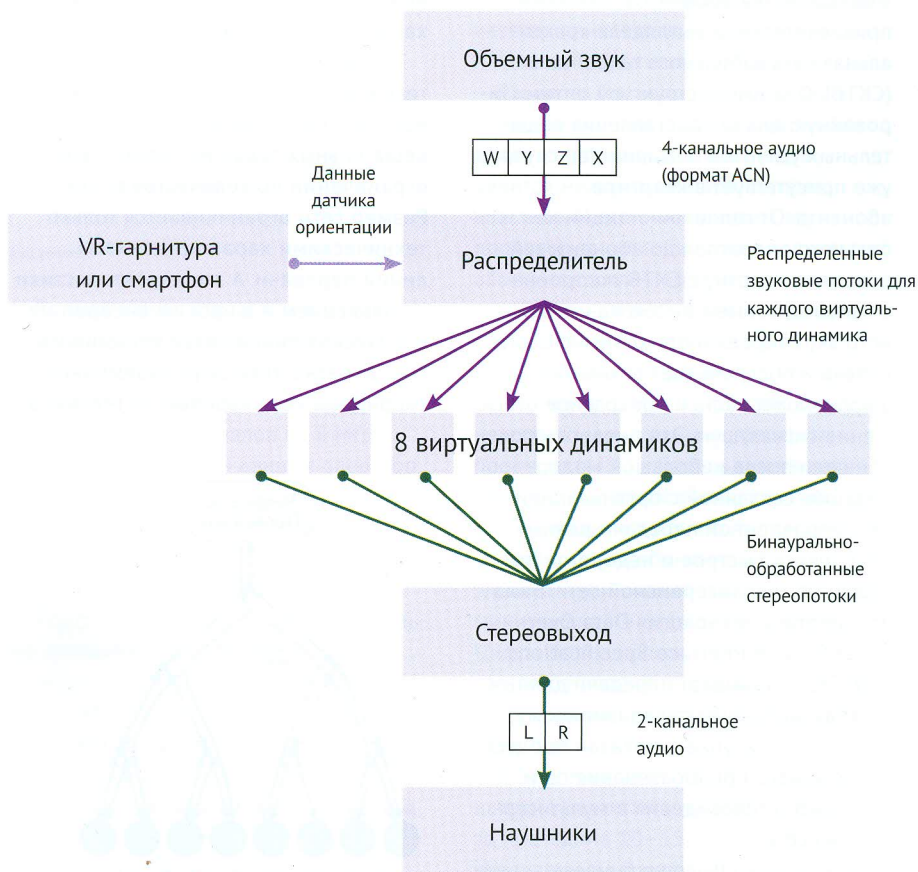 Объемный звук
W Y Z X
4-канальное аудио
(формат ACN)
Данные
датчика
ориентации
VR-гарнитура
или смартфон
Распределитель
Распределенные
звуковые потоки для
каждого виртуаль-
ного динамика
8 виртуальных динамиков
Бинаурально-
обработанные
стереопотоки
Стереовыход
L R
2-канальное
аудио
Наушники